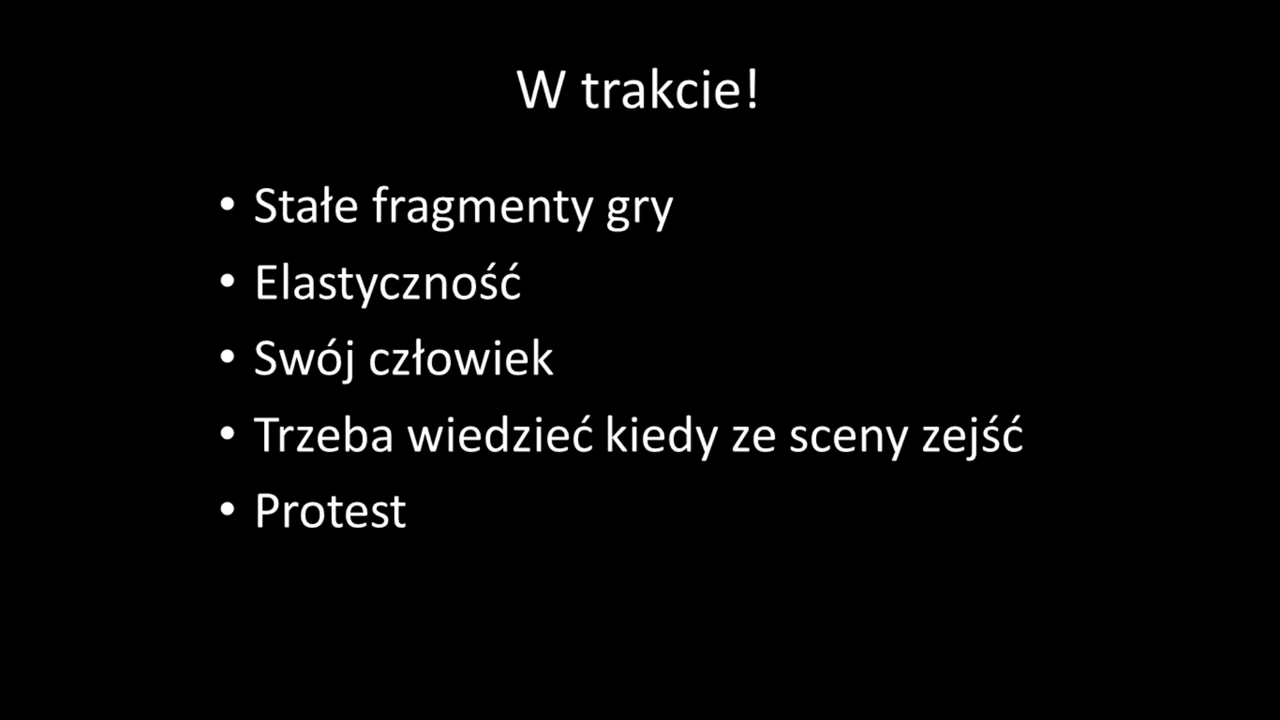 W trakcie!
• Stałe fragmenty gry
• Elastyczność
• Swój człowiek
• Trzeba wiedzieć kiedy ze sceny zejść
• Protest